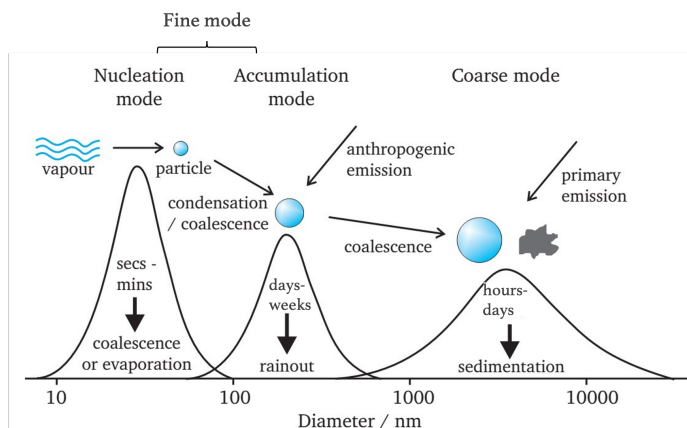 Fine mode
Nucleation
mode
Accumulation
mode
Coarse mode
vapour
particle
anthropogenic
emission
primary
emission
condensation
/ coalescence
coalescence
secs -
mins
days-
weeks
hours-
days
coalescence
or evaporation
rainout
sedimentation
10
100
1000
10000
Diameter / nm